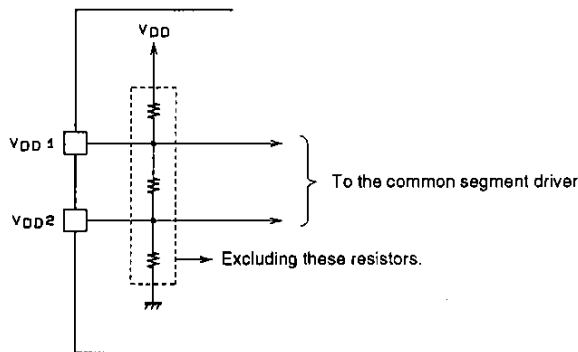 VDD
VDD 1
To the common segment driver
VDD2
Excluding these resistors.